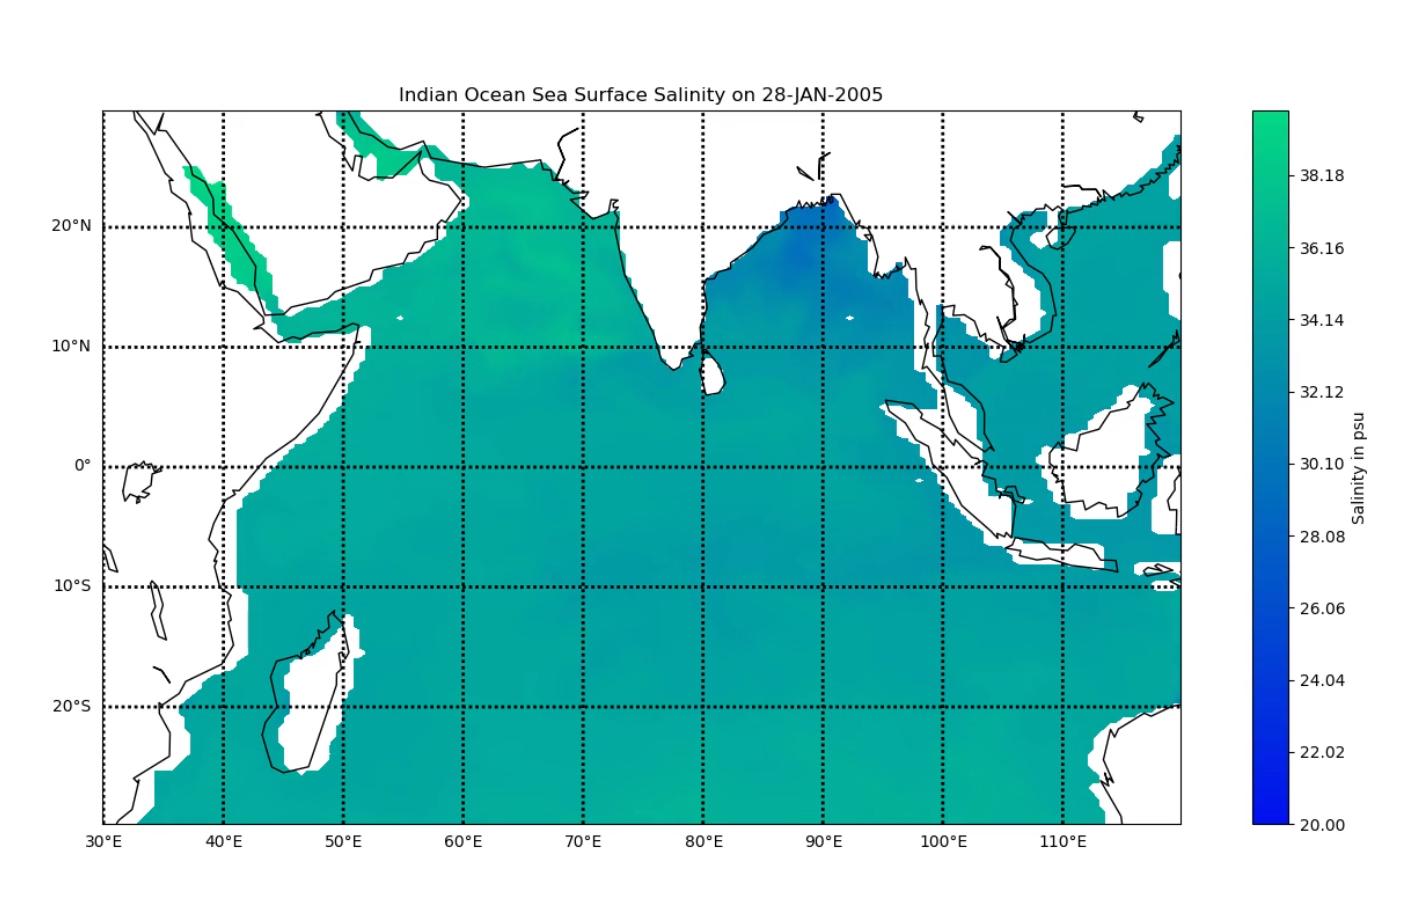 Indian Ocean Sea Surface Salinity on 28-JAN-2005
20°N
10°N
0°
10°S
20°S
30°E
40°E
50°E
60°E
70°E
80°E
90°E
100°E
110°E
38.18
36.16
34.14
32.12
30.10
28.08
26.06
24.04
22.02
20.00
Salinity in psu